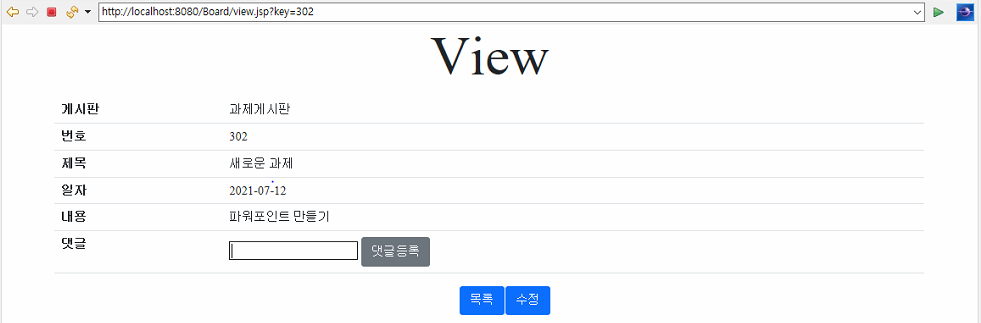 http://localhost:8080/Board/view.jsp?key=302
View
게시판 과제게시판
번호 302
제목 새로운 과제
일자 2021-07-12
내용 파워포인트 만들기
댓글 댓글등록
목록 수정